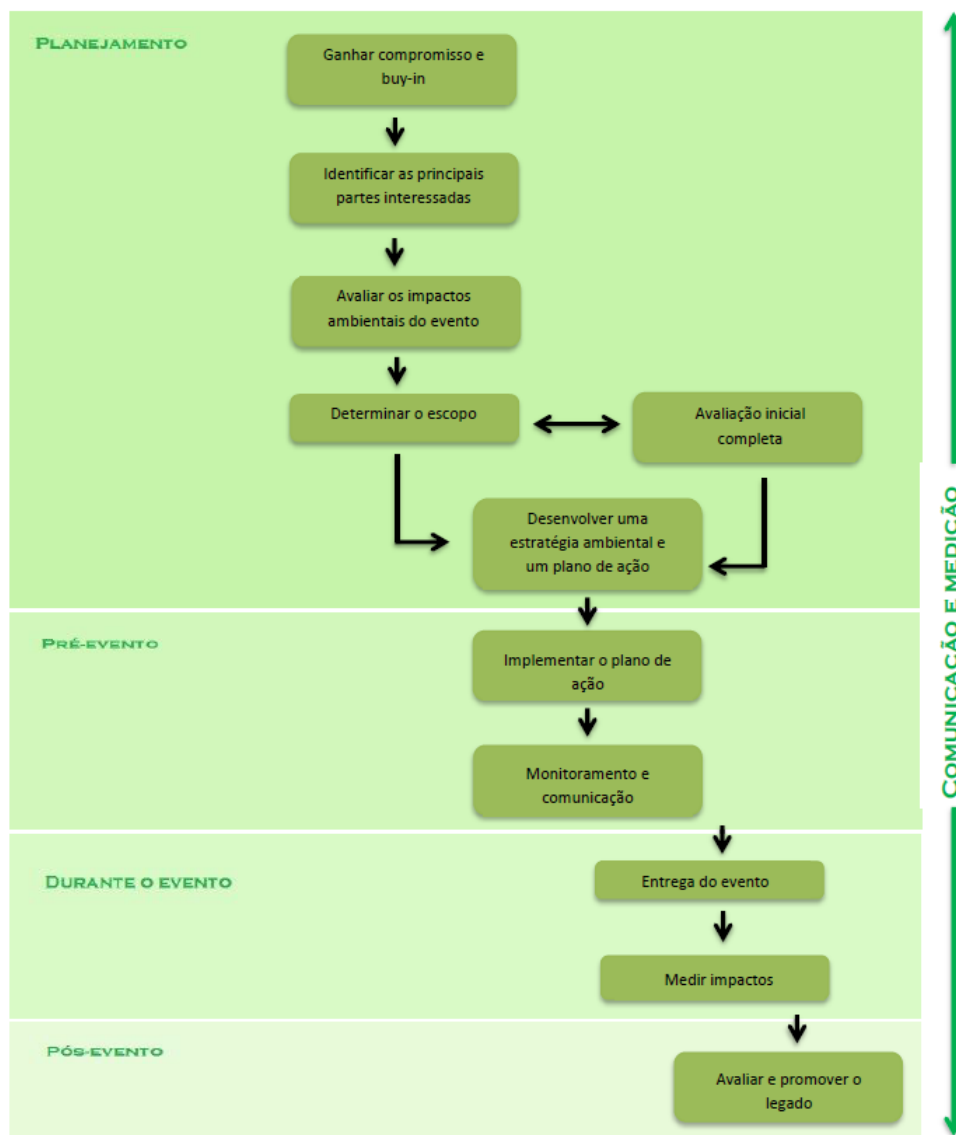 PLANEJAMENTO
Ganhar compromisso e
buy-in
Identificar as principais
partes interessadas
Avaliar os impactos
ambientais do evento
Determinar o escopo
Avaliação inicial
completa
Desenvolver uma
estratégia ambiental e
um plano de ação
PRÉ-EVENTO
Implementar o plano de
ação
Monitoramento e
comunicação
DURANTE O EVENTO
Entrega do evento
Medir impactos
PÓS-EVENTO
Avaliar e promover o
legado
COMUNICAÇÃO E MEDIÇÃO